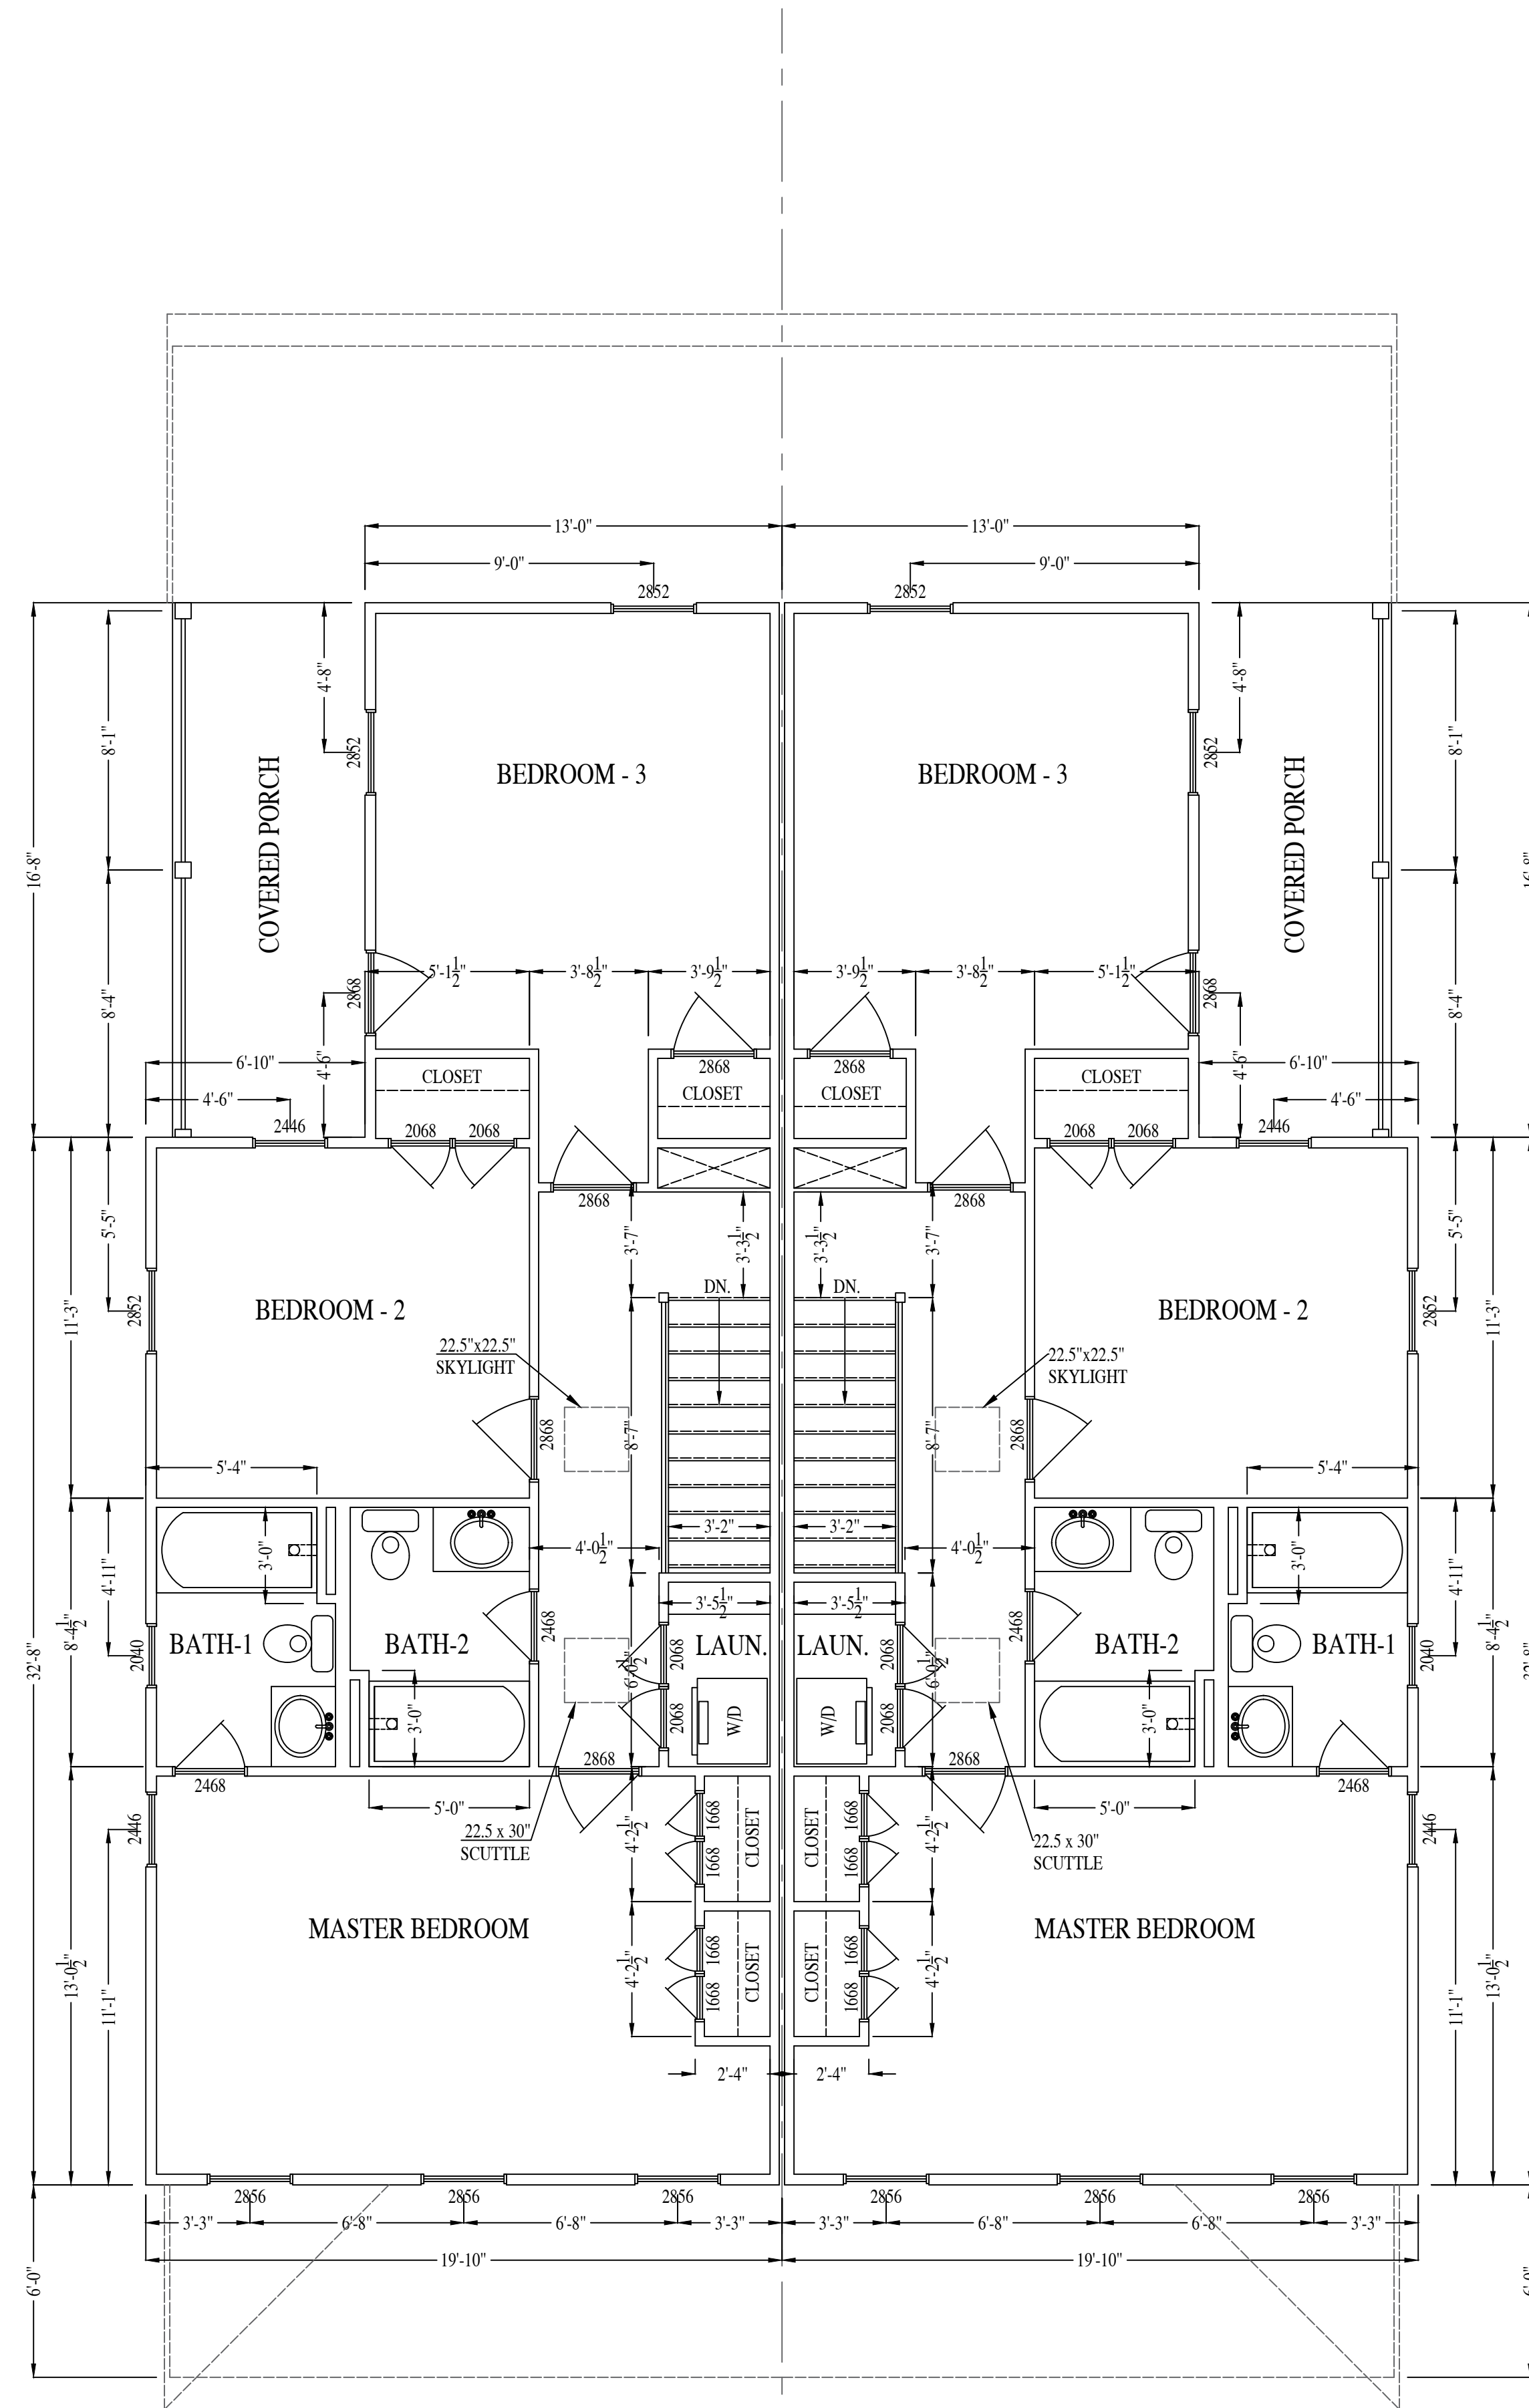 13'-0" 13'-0"
9'-0" 9'-0"
2852 2852
4'-8" 4'-8"
8'-1" 8'-1"
2852 2852
BEDROOM - 3 BEDROOM - 3
COVERED PORCH COVERED PORCH
16'-8" 16'-8"
5'-1 1/2" 3'-8 1/2" 3'-9 1/2" 3'-9 1/2" 3'-8 1/2" 5'-1 1/2"
2868 2868
8'-4" 8'-4"
6'-10" 4'-6" 2868 2868 4'-6" 6'-10"
CLOSET CLOSET CLOSET CLOSET
4'-6" 4'-6"
2446 2068 2068 2068 2068 2446
2868 2868
5'-5" 3'-7" 3'-3 1/2" 3'-3 1/2" 3'-7" 5'-5"
DN. DN.
11'-3" 2852 BEDROOM - 2 BEDROOM - 2 2852 11'-3"
22.5"x22.5" 22.5"x22.5"
SKYLIGHT SKYLIGHT
2868 8'-7" 8'-7" 2868
5'-4" 5'-4"
3'-2" 3'-2"
4'-11" 3'-0" 4'-0 1/2" 4'-0 1/2" 3'-0" 4'-11"
3'-5 1/2" 3'-5 1/2"
8'-4 1/2" 2468 2468 8'-4 1/2"
32'-8" 2040 BATH-1 BATH-2 6'-0 1/2" 2068 LAUN. LAUN. 2068 6'-0 1/2" BATH-2 BATH-1 2040 32'-8"
3'-0" 2068 W/D W/D 2068 3'-0"
2468 2868 2868 2468
5'-0" 5'-0"
2446 4'-2 1/2" 1668 CLOSET CLOSET 1668 4'-2 1/2" 2446
22.5 x 30" 22.5 x 30"
SCUTTLE SCUTTLE
1668 1668
MASTER BEDROOM MASTER BEDROOM
13'-0 1/2" 4'-2 1/2" 1668 CLOSET CLOSET 1668 4'-2 1/2" 13'-0 1/2"
11'-1" 1668 1668 11'-1"
2'-4" 2'-4"
2856 2856 2856 2856 2856 2856
3'-3" 6'-8" 6'-8" 3'-3" 3'-3" 6'-8" 6'-8" 3'-3"
19'-10" 19'-10"
6'-0" 6'-0"